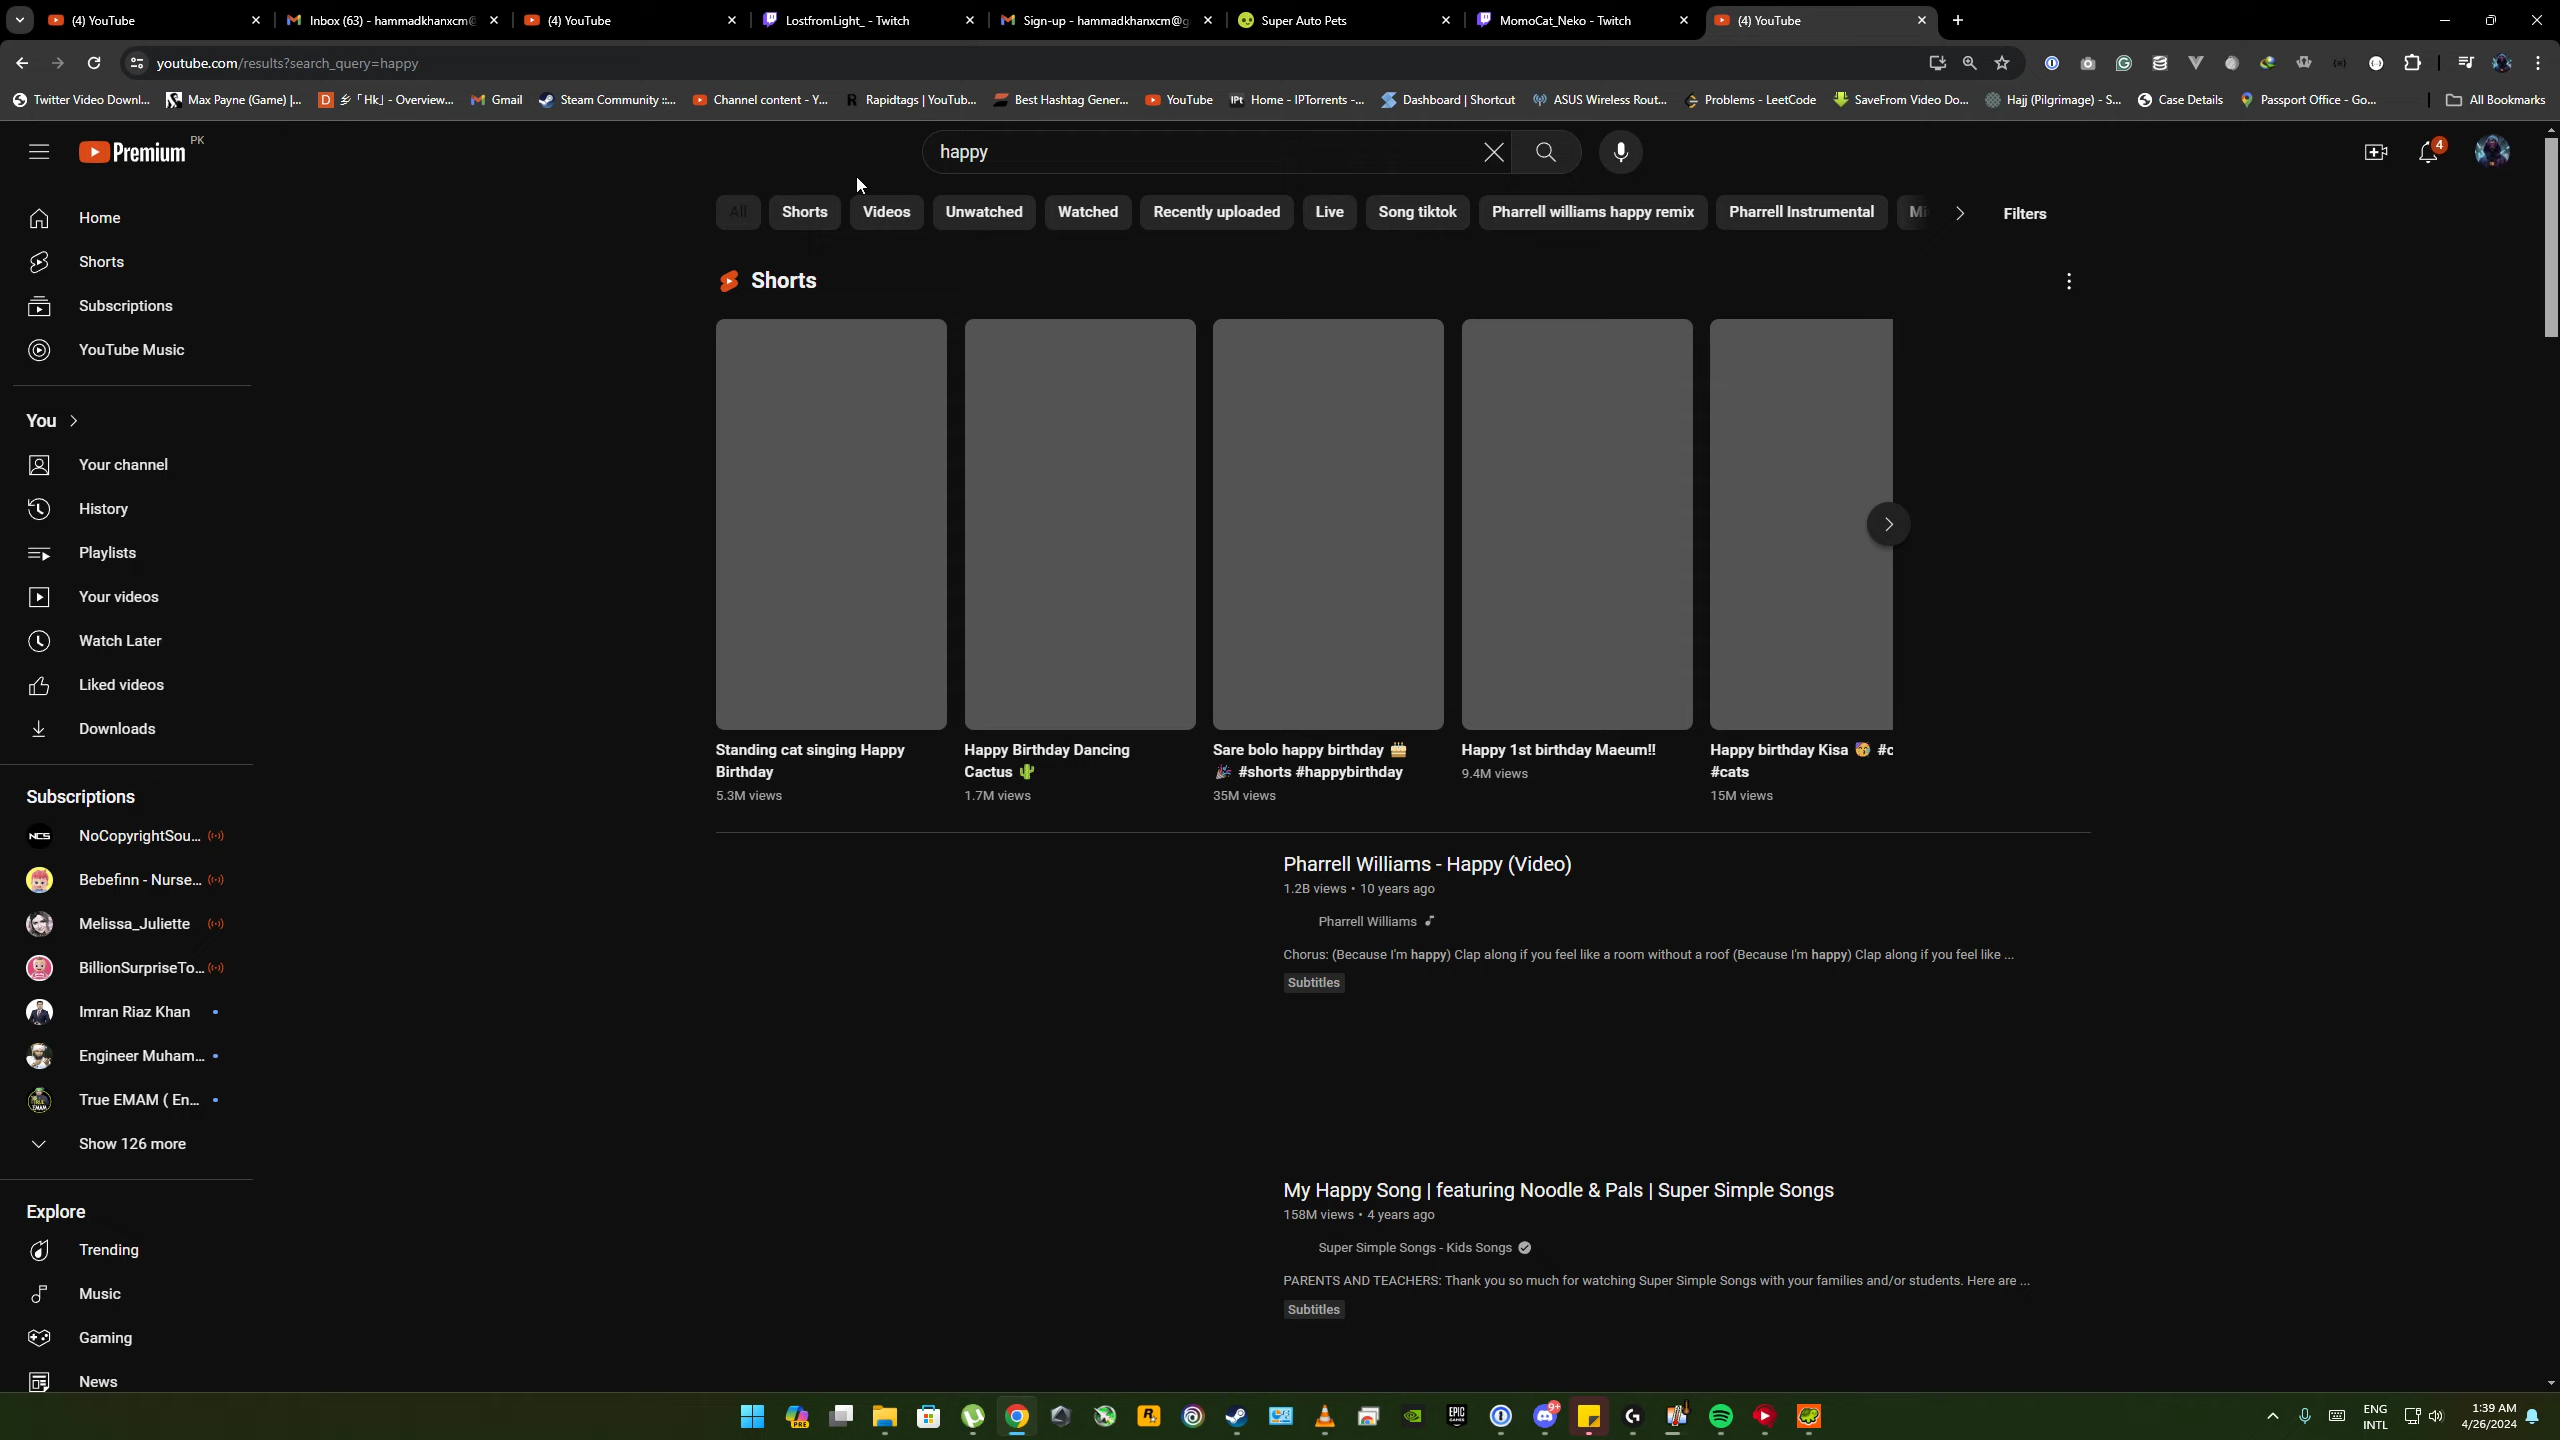 (4) YouTube
Inbox (63) - hammadkhanxcm@
(4) YouTube
LostfromLight_ - Twitch
Sign-up - hammadkhanxcm@g
Super Auto Pets
MomoCat_Neko - Twitch
(4) YouTube
youtube.com/results?search_query=happy
Twitter Video Downl...
Max Payne (Game) |...
彡「Hk」- Overview...
Gmail
Steam Community ::...
Channel content - Y...
Rapidtags | YouTub...
Best Hashtag Gener...
YouTube
Home - IPTorrents -...
Dashboard | Shortcut
ASUS Wireless Rout...
Problems - LeetCode
SaveFrom Video Do...
Hajj (Pilgrimage) - S...
Case Details
Passport Office - Go...
All Bookmarks
Premium
PK
happy
4
All
Shorts
Videos
Unwatched
Watched
Recently uploaded
Live
Song tiktok
Pharrell williams happy remix
Pharrell Instrumental
Filters
Home
Shorts
Subscriptions
YouTube Music
You
Your channel
History
Playlists
Your videos
Watch Later
Liked videos
Downloads
Subscriptions
NCS
NoCopyrightSou...
Bebefinn - Nurse...
Melissa_Juliette
BillionSurpriseTo...
Imran Riaz Khan
Engineer Muham...
True EMAM ( En...
Show 126 more
Explore
Trending
Music
Gaming
News
Shorts
Standing cat singing Happy
Birthday
5.3M views
Happy Birthday Dancing
Cactus 🌵
1.7M views
Sare bolo happy birthday 🎂
🎉 #shorts #happybirthday
35M views
Happy 1st birthday Maeum!!
9.4M views
Happy birthday Kisa 🥳 #c
#cats
15M views
Pharrell Williams - Happy (Video)
1.2B views • 10 years ago
Pharrell Williams
Chorus: (Because I'm happy) Clap along if you feel like a room without a roof (Because I'm happy) Clap along if you feel like ...
Subtitles
My Happy Song | featuring Noodle & Pals | Super Simple Songs
158M views • 4 years ago
Super Simple Songs - Kids Songs
PARENTS AND TEACHERS: Thank you so much for watching Super Simple Songs with your families and/or students. Here are ...
Subtitles
PRE
EPIC
GAMES
9+
ENG
INTL
1:39 AM
4/26/2024